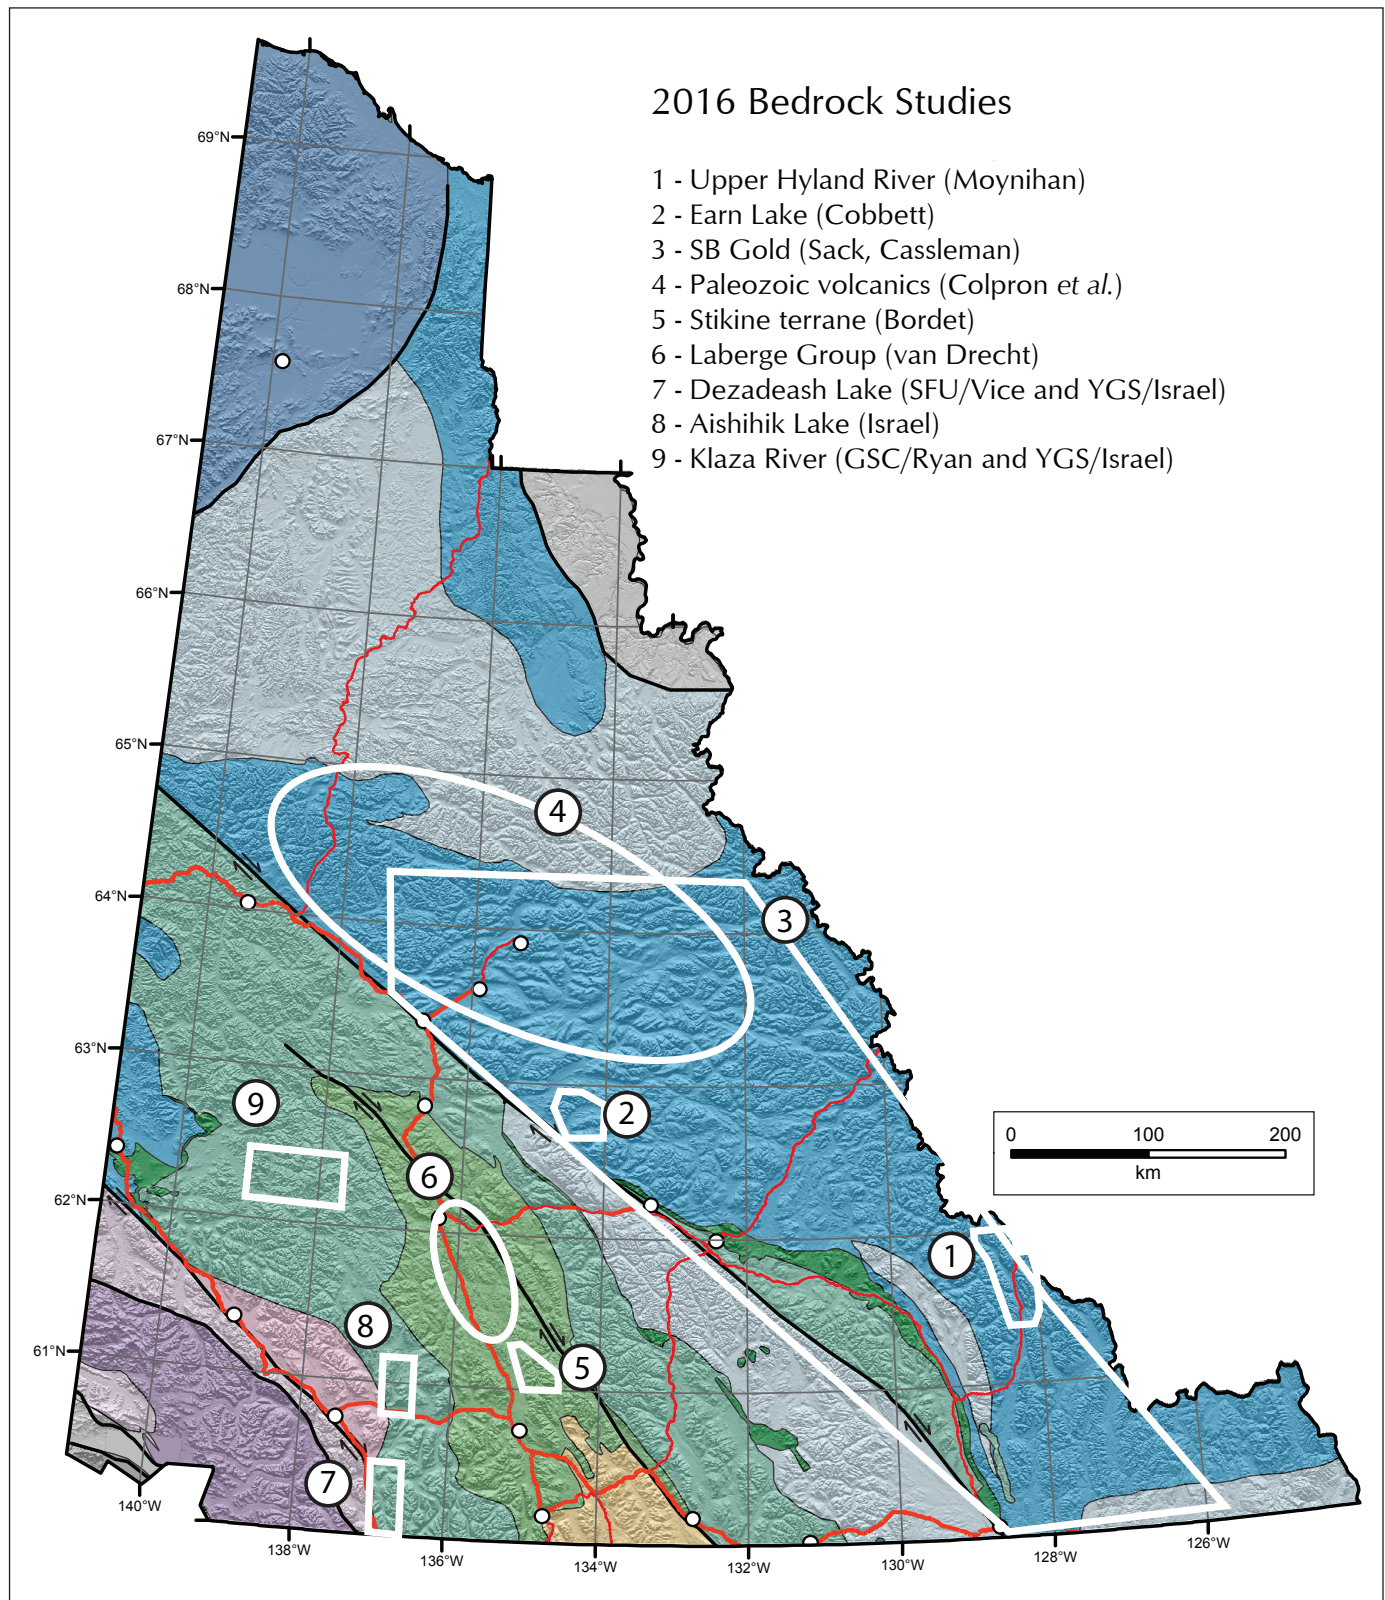 2016 Bedrock Studies
1 - Upper Hyland River (Moynihan)
2 - Earn Lake (Cobbett)
3 - SB Gold (Sack, Cassleman)
4 - Paleozoic volcanics (Colpron et al.)
5 - Stikine terrane (Bordet)
6 - Laberge Group (van Drecht)
7 - Dezadeash Lake (SFU/Vice and YGS/Israel)
8 - Aishihik Lake (Israel)
9 - Klaza River (GSC/Ryan and YGS/Israel)
69°N
68°N
67°N
66°N
65°N
4
64°N
3
63°N
9
2
0 100 200
km
6
62°N
1
8
61°N
5
7
140°W
138°W
136°W
134°W
132°W
130°W
128°W
126°W